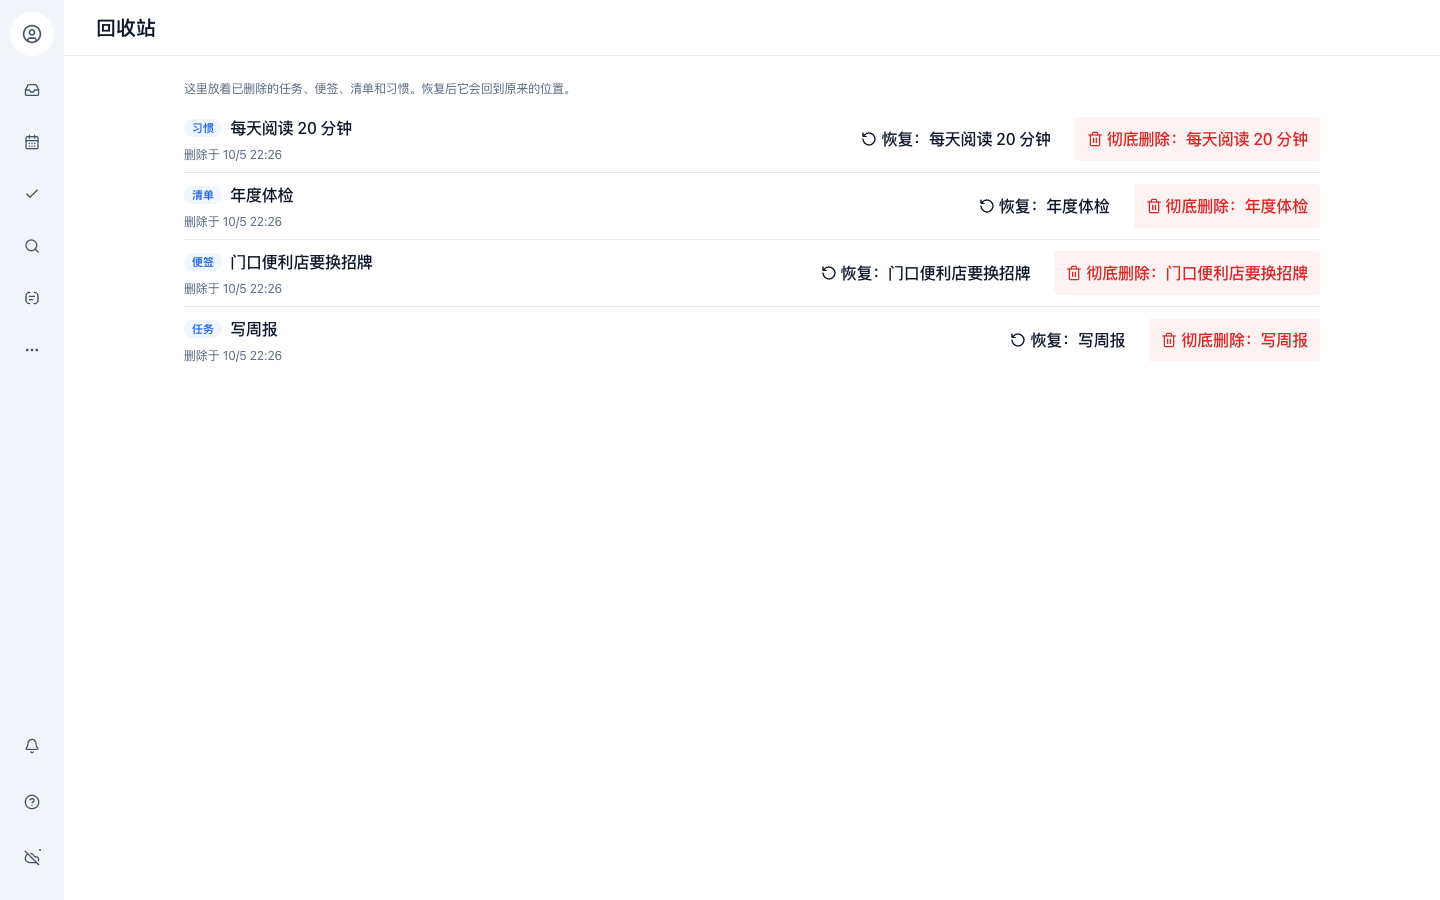 回收站
这里放着已删除的任务、便签、清单和习惯。恢复后它会回到原来的位置。
习惯 每天阅读 20 分钟
删除于 10/5 22:26
恢复：每天阅读 20 分钟
彻底删除：每天阅读 20 分钟
清单 年度体检
删除于 10/5 22:26
恢复：年度体检
彻底删除：年度体检
便签 门口便利店要换招牌
删除于 10/5 22:26
恢复：门口便利店要换招牌
彻底删除：门口便利店要换招牌
任务 写周报
删除于 10/5 22:26
恢复：写周报
彻底删除：写周报